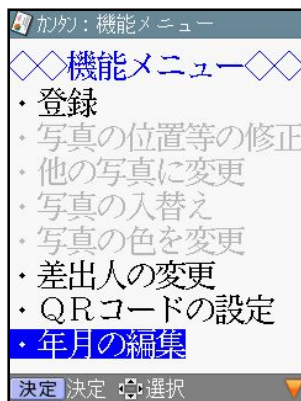 カンタン：機能メニュー
◇◇機能メニュー◇◇
・登録
・写真の位置等の修正
・他の写真に変更
・写真の入替え
・写真の色を変更
・差出人の変更
・ＱＲコードの設定
・年月の編集
決定 決定 選択